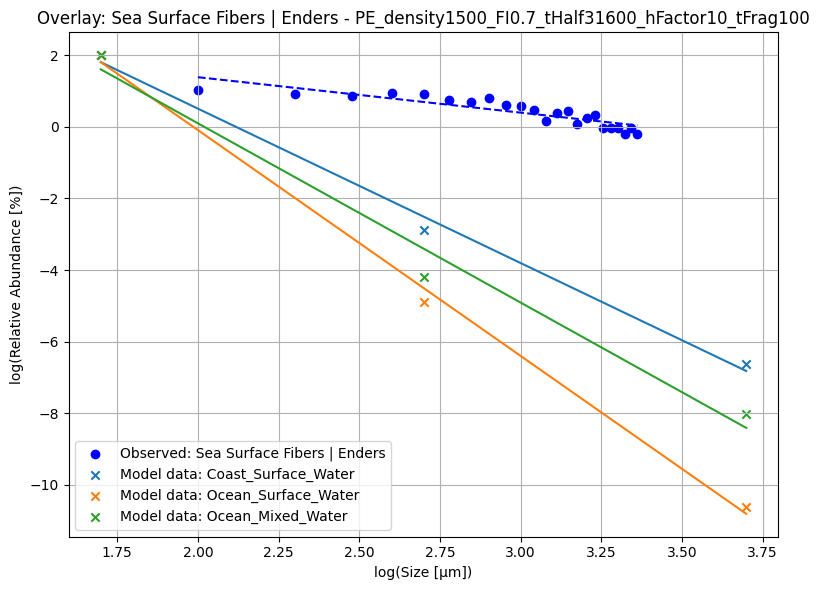 Overlay: Sea Surface Fibers | Enders - PE_density1500_FI0.7_tHalf31600_hFactor10_tFrag100
log(Relative Abundance [%])
2
0
−2
−4
−6
−8
−10
Observed: Sea Surface Fibers | Enders
Model data: Coast_Surface_Water
Model data: Ocean_Surface_Water
Model data: Ocean_Mixed_Water
1.75 2.00 2.25 2.50 2.75 3.00 3.25 3.50 3.75
log(Size [µm])